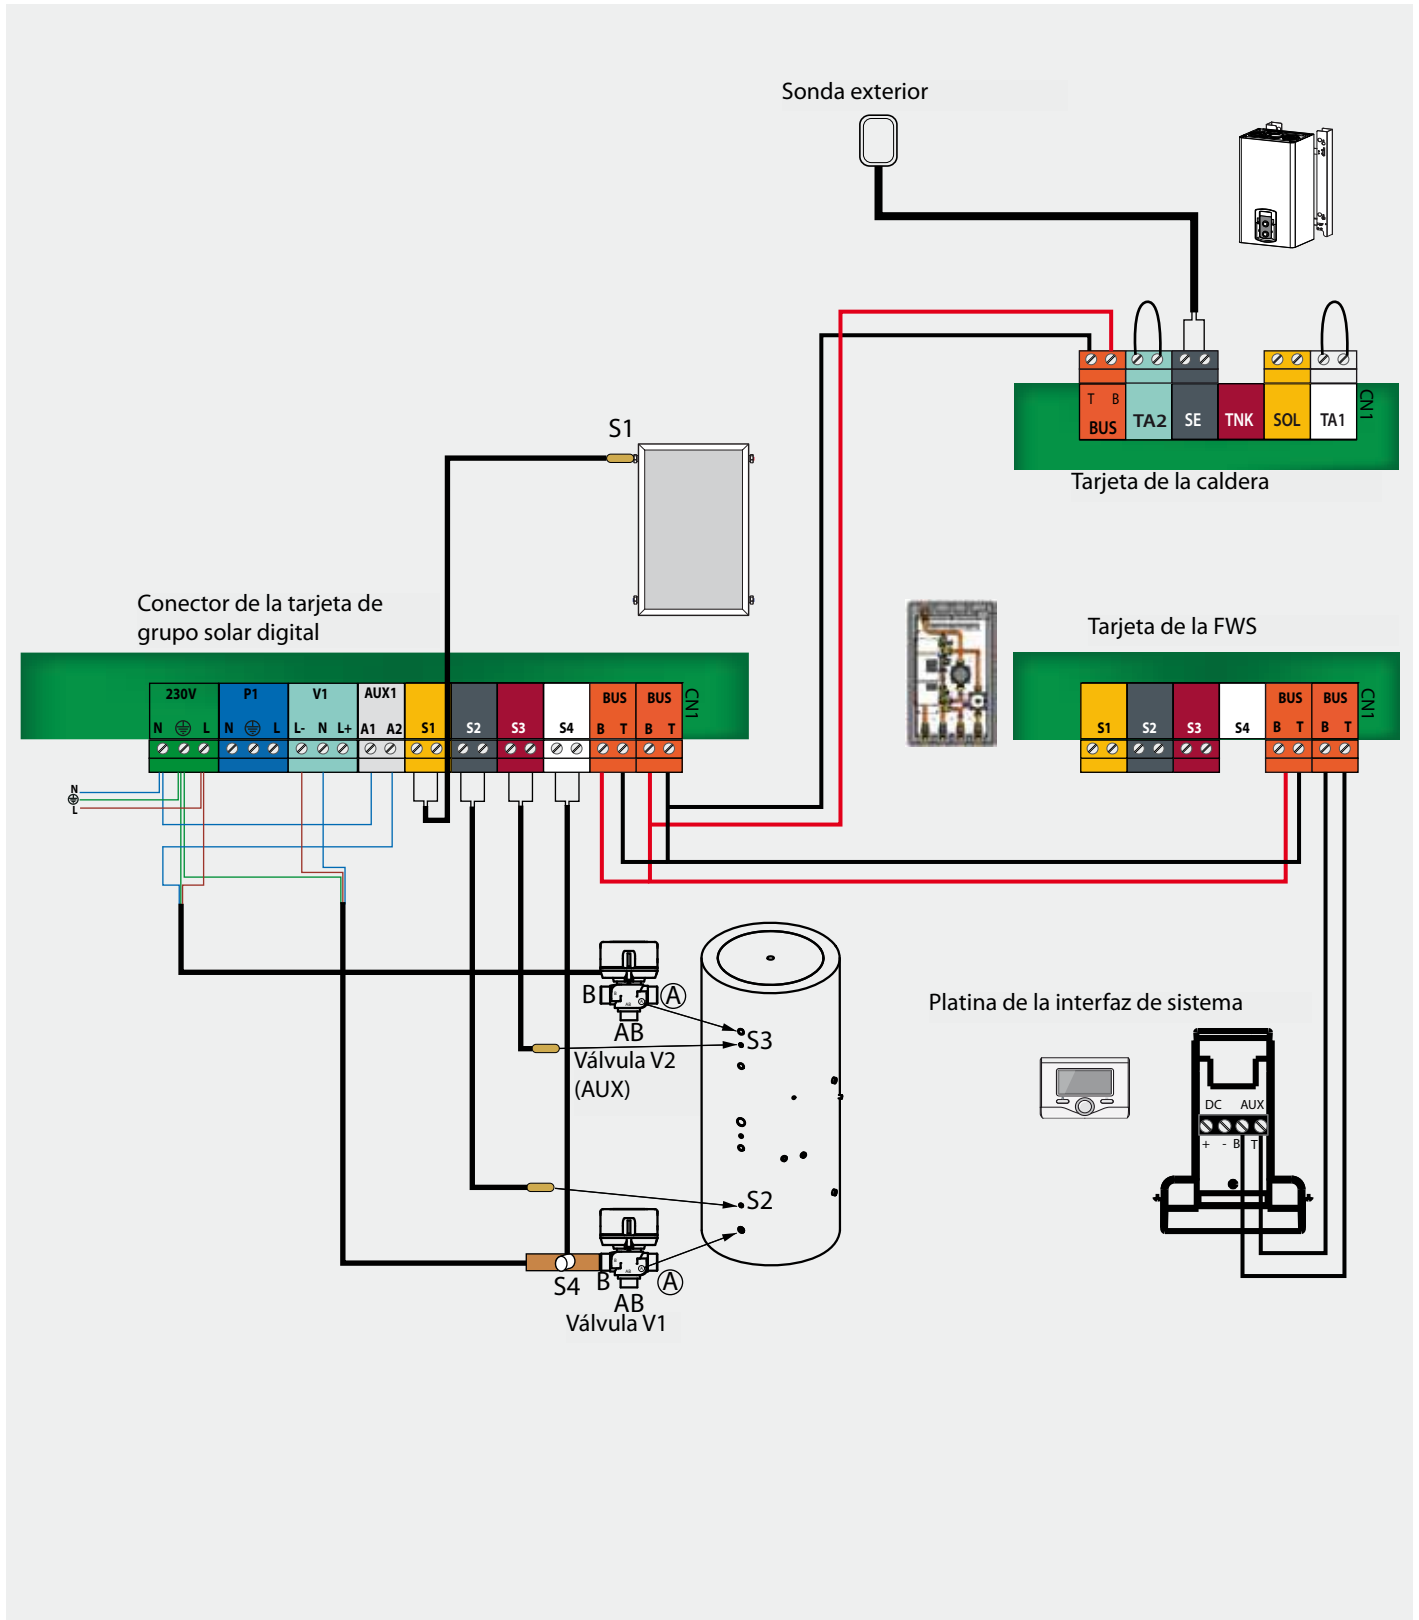 Sonda exterior
T B
BUS
TA2
SE
TNK
SOL
TA1
CN1
Tarjeta de la caldera
S1
Conector de la tarjeta de
grupo solar digital
230V P1 V1 AUX1
N L N L L- N L+ A1 A2 S1 S2 S3 S4
BUS BUS
B T B T
CN1
N
L
Tarjeta de la FWS
S1 S2 S3 S4
BUS BUS
B T B T
CN1
B A
AB
AB
S3
Válvula V2
(AUX)
Platina de la interfaz de sistema
DC AUX
+ - B T
S2
S4 B A
AB
AB
Válvula V1